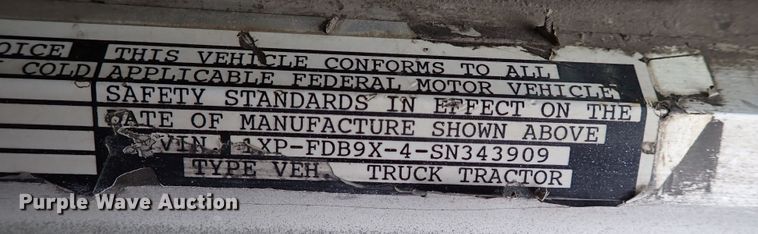 OICE THIS VEHICLE CONFORMS TO ALL
COLD APPLICABLE FEDERAL MOTOR VEHICLE
SAFETY STANDARDS IN EFFECT ON THE
DATE OF MANUFACTURE SHOWN ABOVE
VIN XP-FDB9X-4-SN343909
TYPE VEH TRUCK TRACTOR
Purple Wave Auction